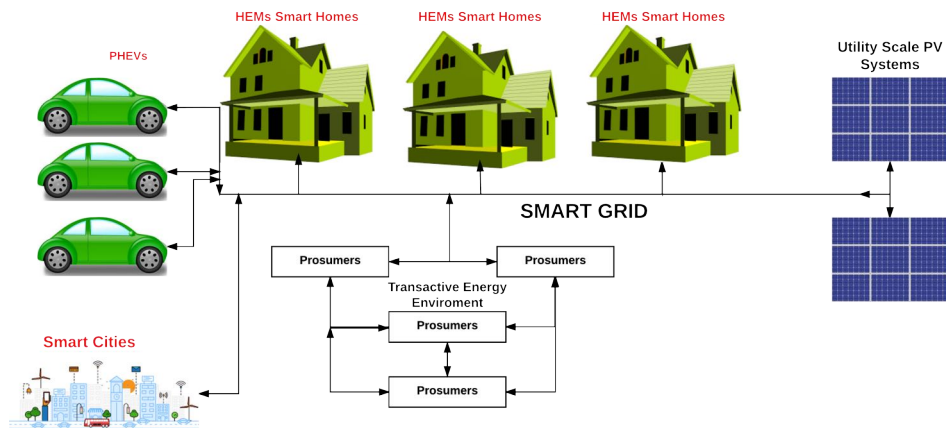 HEMs Smart Homes
HEMs Smart Homes
HEMs Smart Homes
PHEVs
Utility Scale PV
Systems
SMART GRID
Prosumers
Prosumers
Transactive Energy
Enviroment
Prosumers
Prosumers
Smart Cities